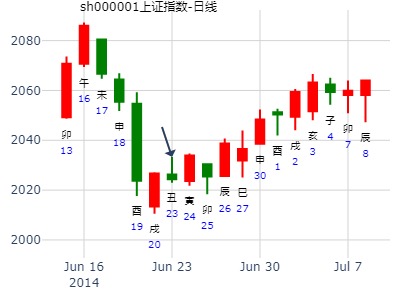 sh000001上证指数-日线
2080
2060
2040
2020
2000
卯
13
午
16
未
17
申
18
酉
19
戌
20
丑
23
寅
24
卯
25
辰
26
巳
27
申
30
酉
1
戌
2
亥
3
子
4
卯
7
辰
8
Jun 16
2014
Jun 23
Jun 30
Jul 7